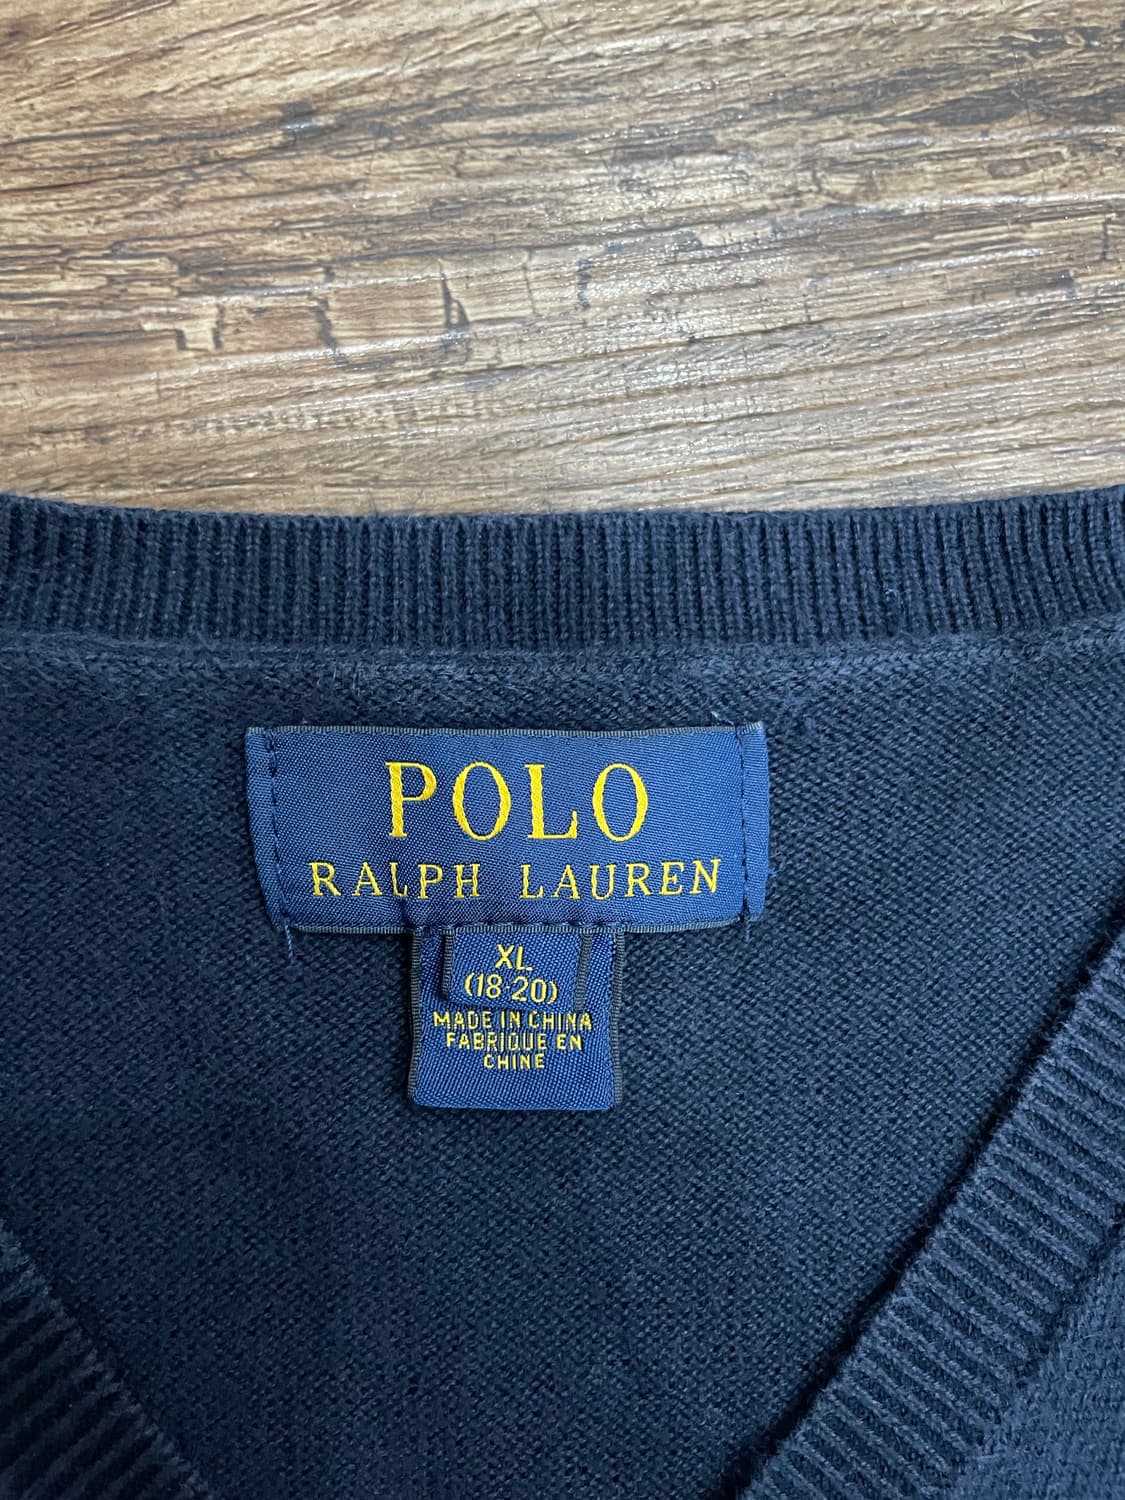 POLO
RALPH LAUREN
XL
(18-20)
MADE IN CHINA
FABRIQUE EN
CHINE